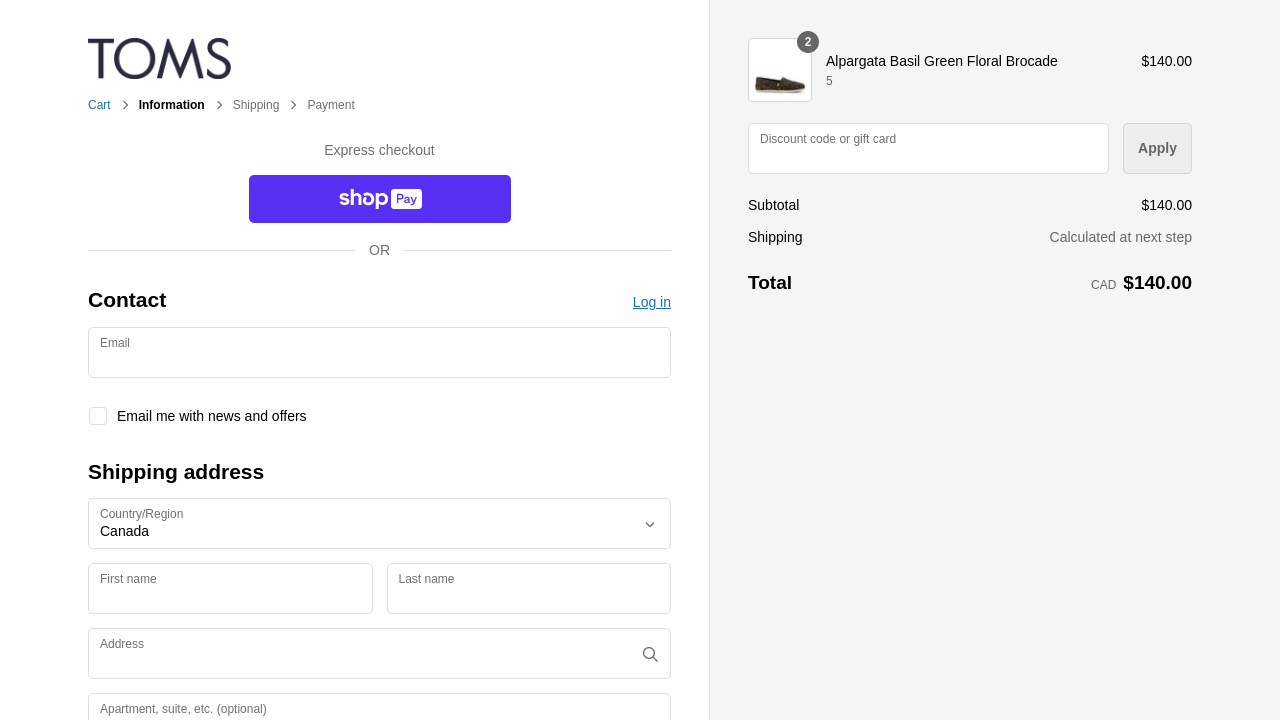 TOMS
Cart > Information > Shipping > Payment
Express checkout
shop Pay
OR
Contact
Log in
Email
Email me with news and offers
Shipping address
Country/Region
Canada
First name
Last name
Address
Apartment, suite, etc. (optional)
2
Alpargata Basil Green Floral Brocade
$140.00
5
Discount code or gift card
Apply
Subtotal
$140.00
Shipping
Calculated at next step
Total
CAD $140.00